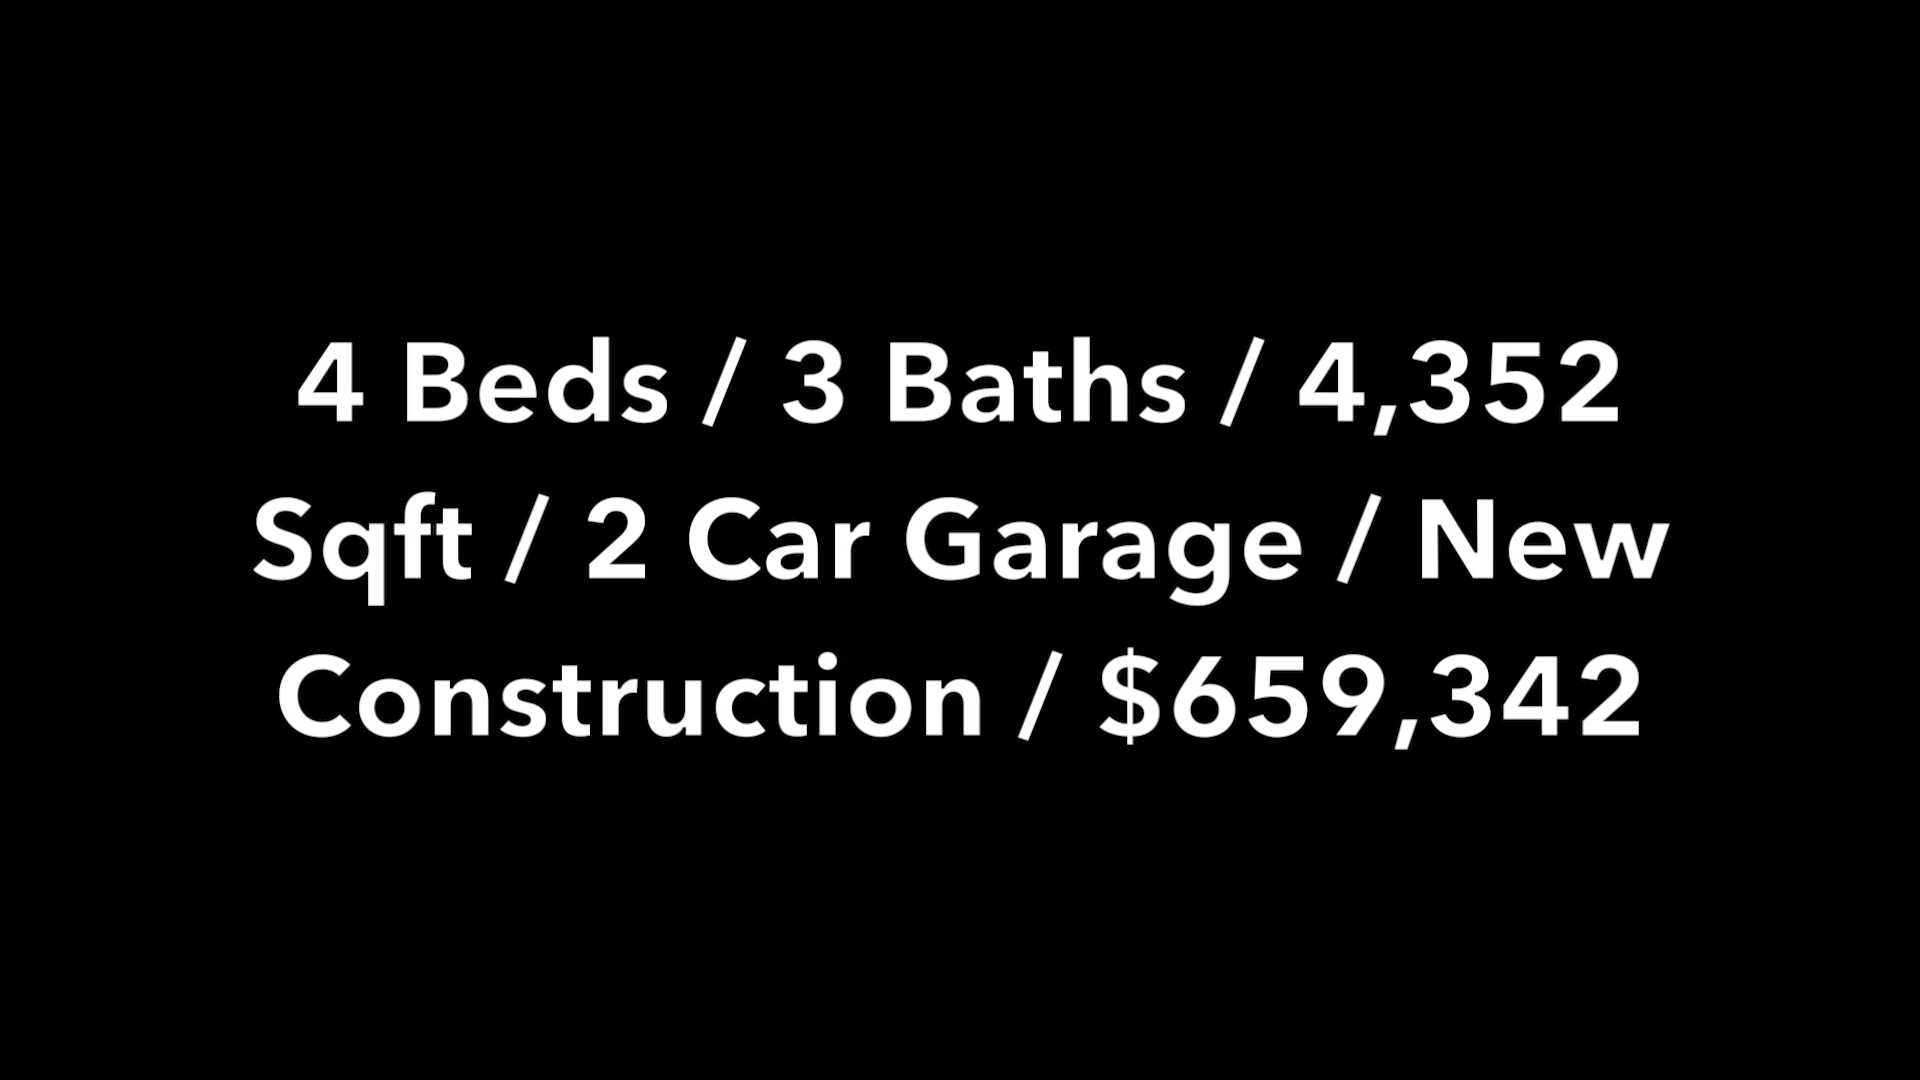 4 Beds / 3 Baths / 4,352
Sqft / 2 Car Garage / New
Construction / $659,342